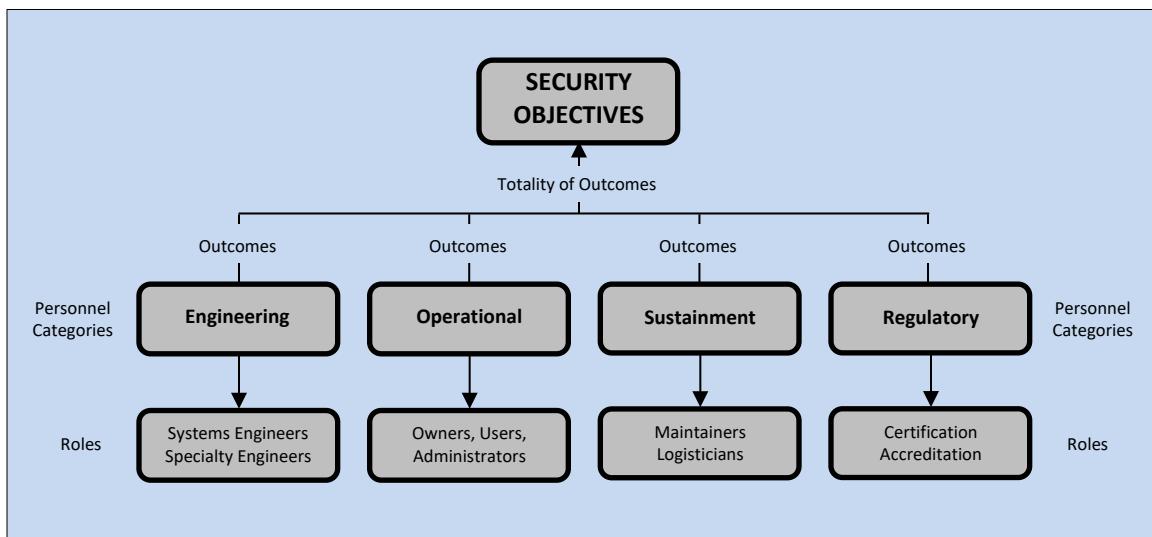 SECURITY
OBJECTIVES
Totality of Outcomes
Outcomes
Outcomes
Outcomes
Outcomes
Personnel
Categories
Engineering
Operational
Sustainment
Regulatory
Personnel
Categories
Roles
Systems Engineers
Specialty Engineers
Owners, Users,
Administrators
Maintainers
Logisticians
Certification
Accreditation
Roles